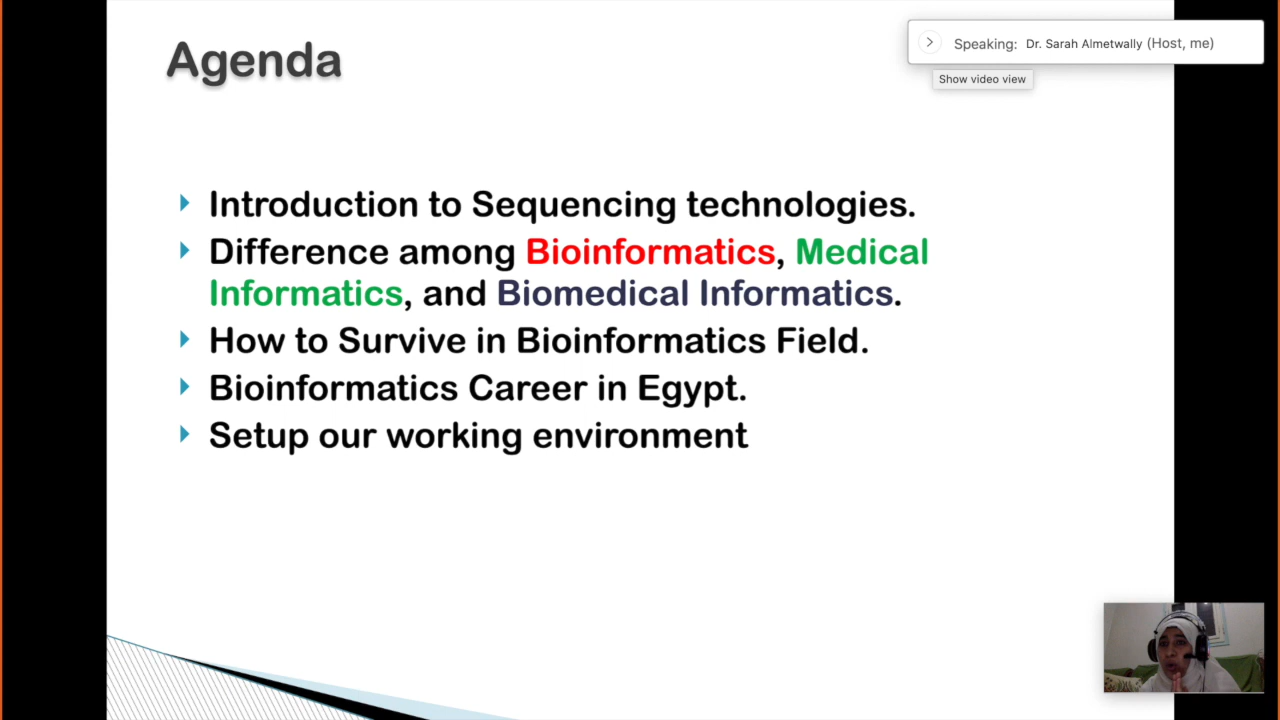 Agenda
Speaking: Dr. Sarah Almetwally (Host, me)
Show video view
Introduction to Sequencing technologies.
Difference among Bioinformatics, Medical
Informatics, and Biomedical Informatics.
How to Survive in Bioinformatics Field.
Bioinformatics Career in Egypt.
Setup our working environment